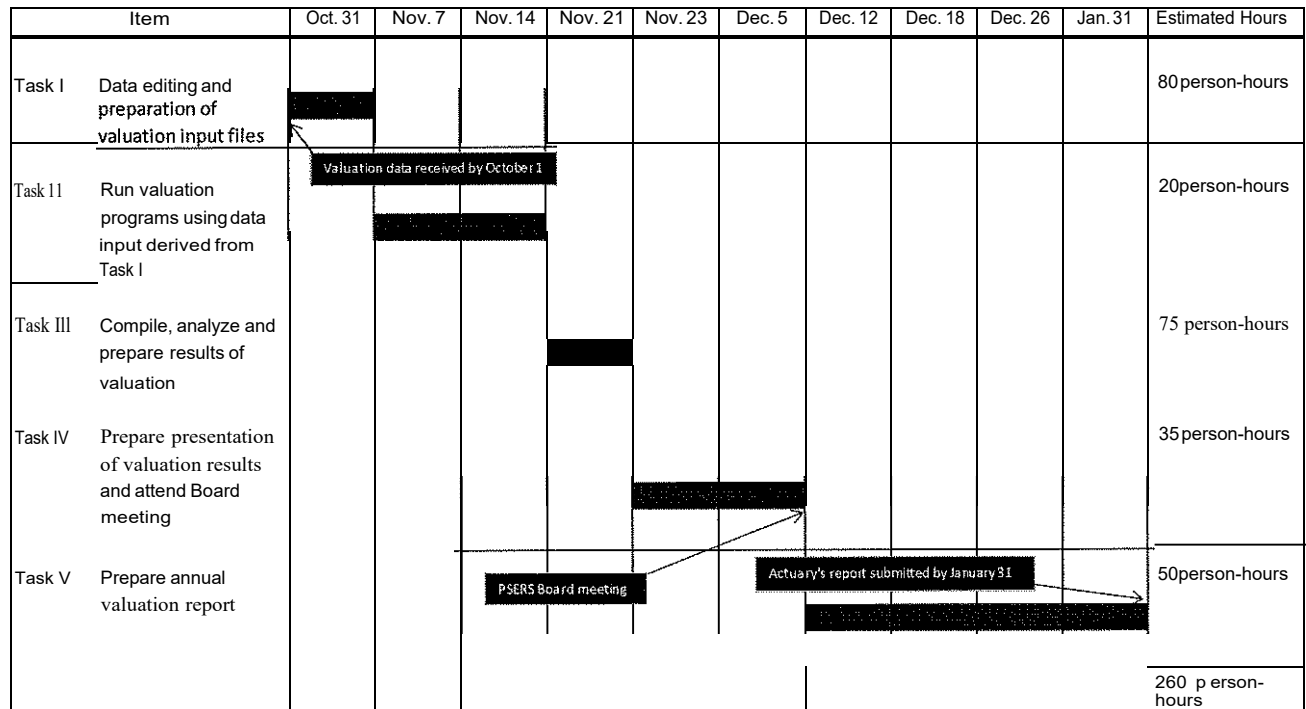 Item Oct. 31 Nov. 7 Nov. 14 Nov. 21 Nov. 23 Dec. 5 Dec. 12 Dec. 18 Dec. 26 Jan. 31 Estimated Hours
Task I Data editing and 80 person-hours
preparation of
valuation input files
Valuation data received by October 1
Task 11 Run valuation 20person-hours
programs using data
input derived from
Task I
Task Ill Compile, analyze and 75 person-hours
prepare results of
valuation
Task IV Prepare presentation 35 person-hours
of valuation results
and attend Board
meeting
Task V Prepare annual 50person-hours
valuation report
PSERS Board meeting
Actuary's report submitted by January 31
260 p erson-
hours